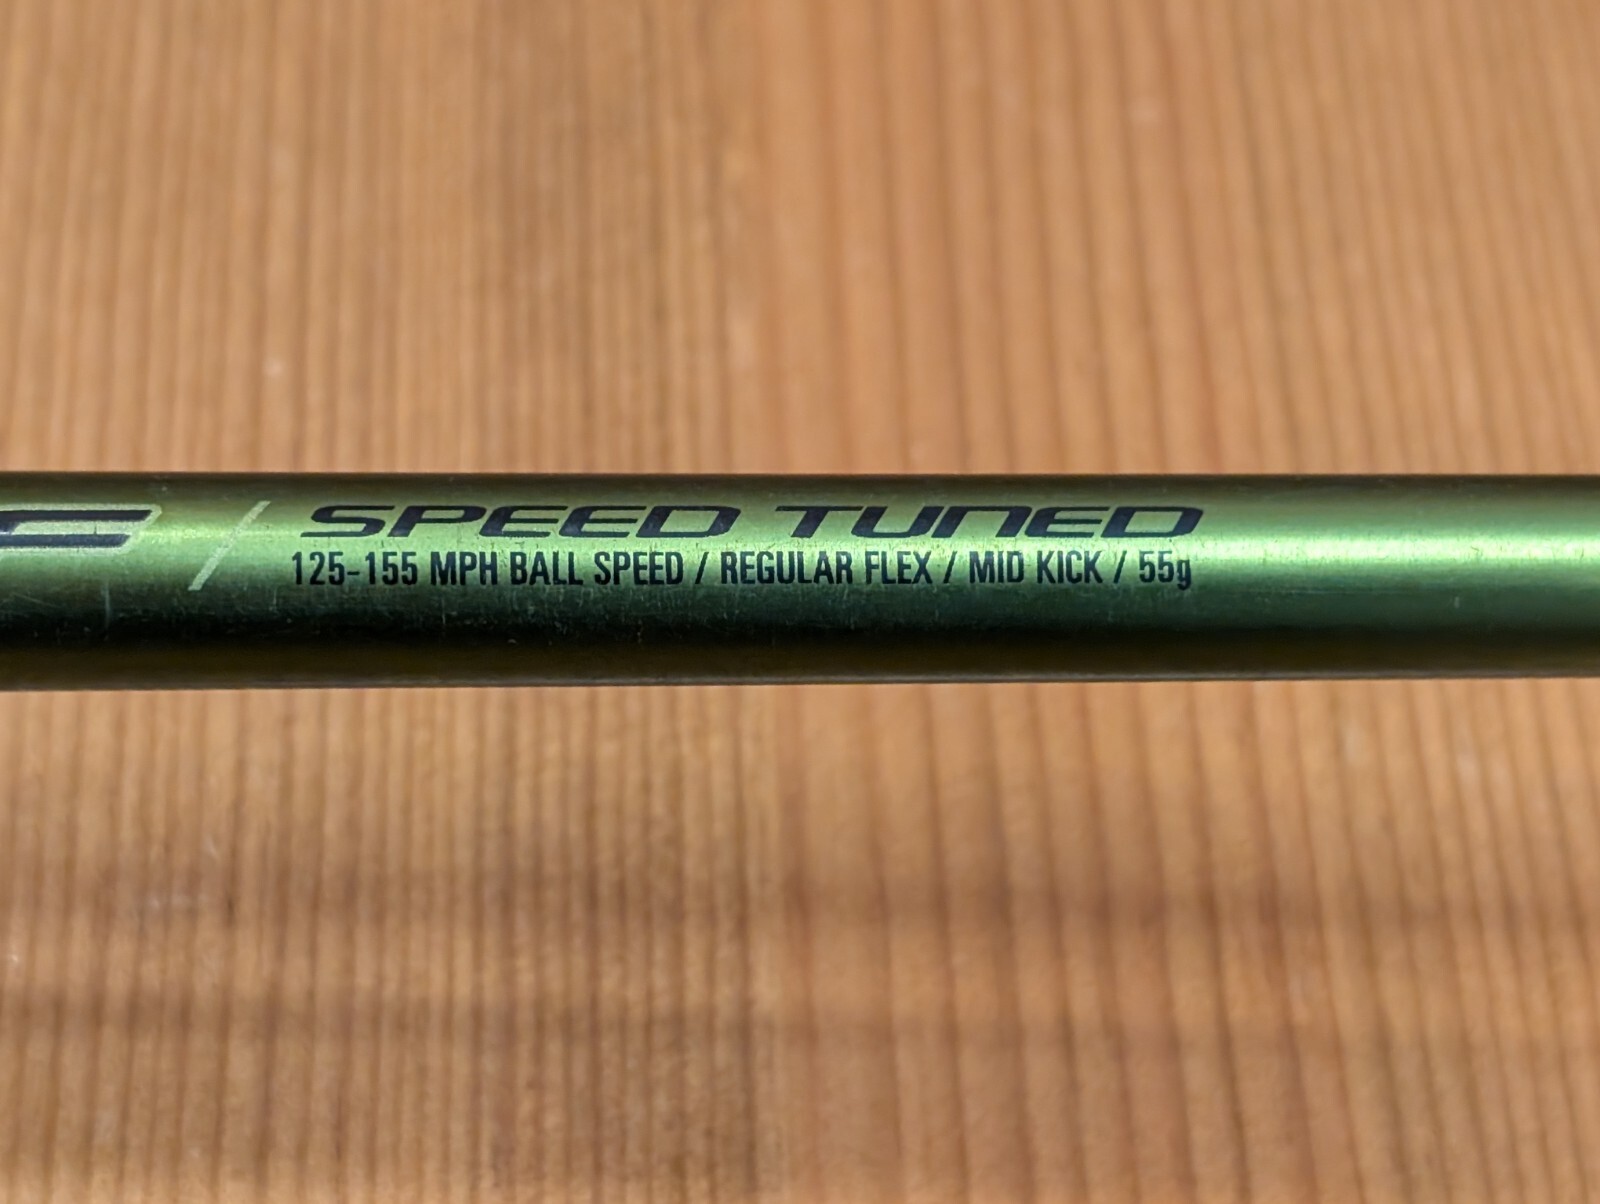 / SPEED TUNED
125-155 MPH BALL SPEED / REGULAR FLEX / MID KICK / 55g